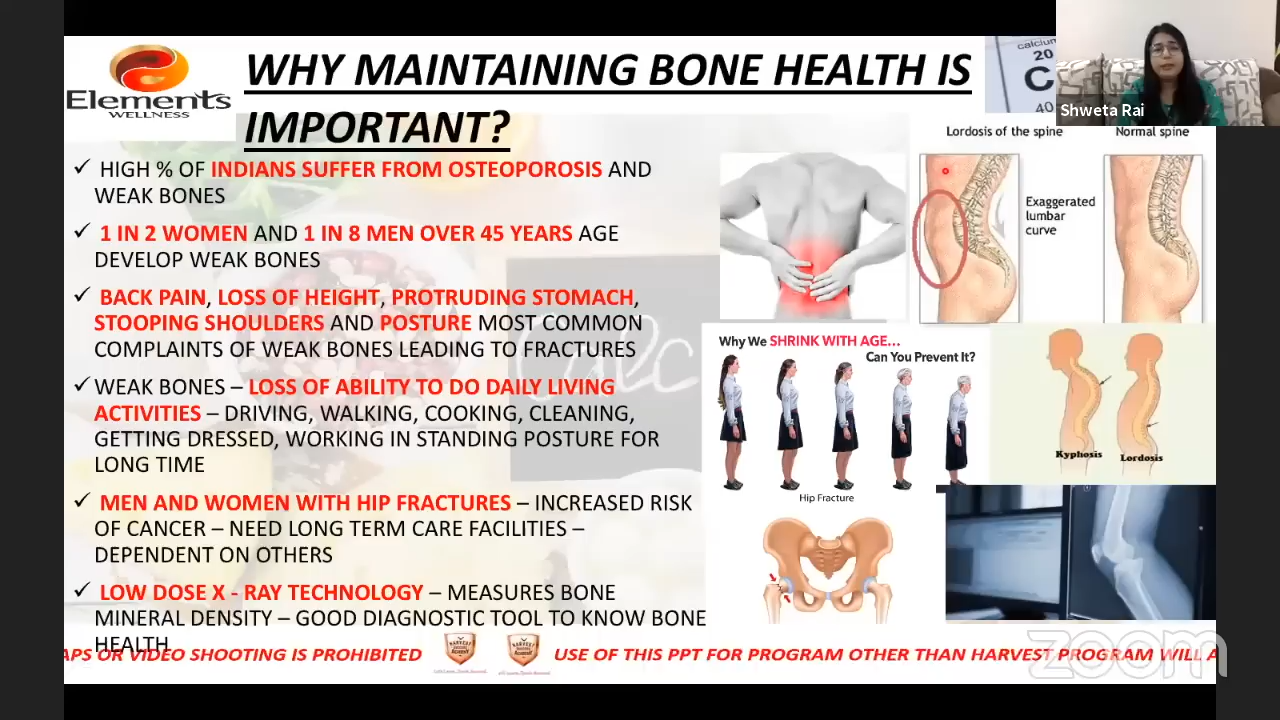 Elements
WELLNESS
WHY MAINTAINING BONE HEALTH IS
IMPORTANT?
calcium
20
C
40
Shweta Rai
✓ HIGH % OF INDIANS SUFFER FROM OSTEOPOROSIS AND
WEAK BONES
✓ 1 IN 2 WOMEN AND 1 IN 8 MEN OVER 45 YEARS AGE
DEVELOP WEAK BONES
✓ BACK PAIN, LOSS OF HEIGHT, PROTRUDING STOMACH,
STOOPING SHOULDERS AND POSTURE MOST COMMON
COMPLAINTS OF WEAK BONES LEADING TO FRACTURES
✓ WEAK BONES – LOSS OF ABILITY TO DO DAILY LIVING
ACTIVITIES – DRIVING, WALKING, COOKING, CLEANING,
GETTING DRESSED, WORKING IN STANDING POSTURE FOR
LONG TIME
✓ MEN AND WOMEN WITH HIP FRACTURES – INCREASED RISK
OF CANCER – NEED LONG TERM CARE FACILITIES –
DEPENDENT ON OTHERS
✓ LOW DOSE X - RAY TECHNOLOGY – MEASURES BONE
MINERAL DENSITY – GOOD DIAGNOSTIC TOOL TO KNOW BONE
HEALTH
Calc
Lordosis of the spine
Normal spine
Exaggerated
lumbar
curve
Why We SHRINK WITH AGE...
Can You Prevent It?
Kyphosis
Lordosis
Hip Fracture
APS OR VIDEO SHOOTING IS PROHIBITED
HARVEST
USE OF THIS PPT FOR PROGRAM OTHER THAN HARVEST PROGRAM WILL A
zoom